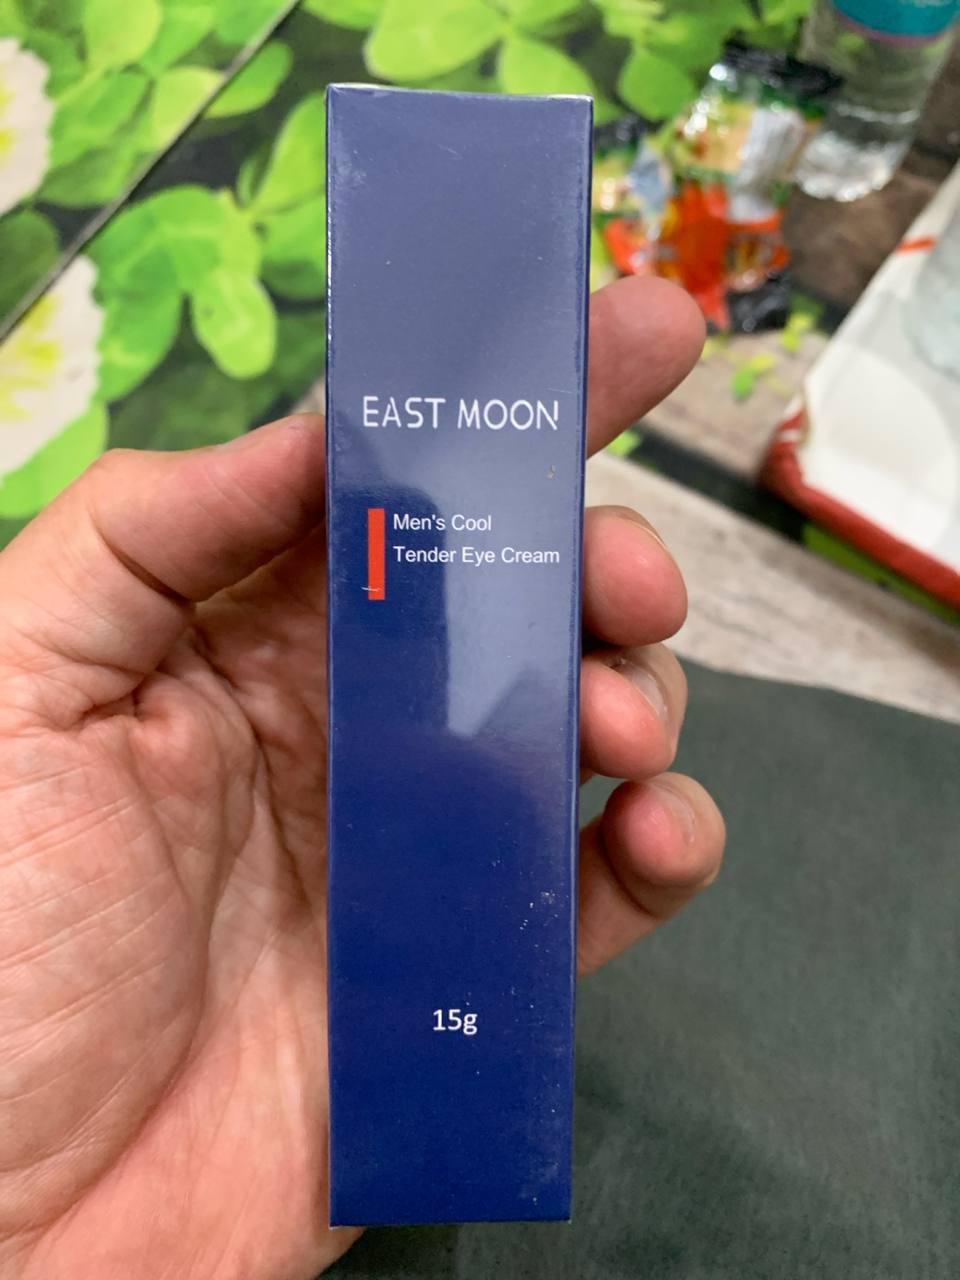 EAST MOON
Men's Cool
Tender Eye Cream
15g